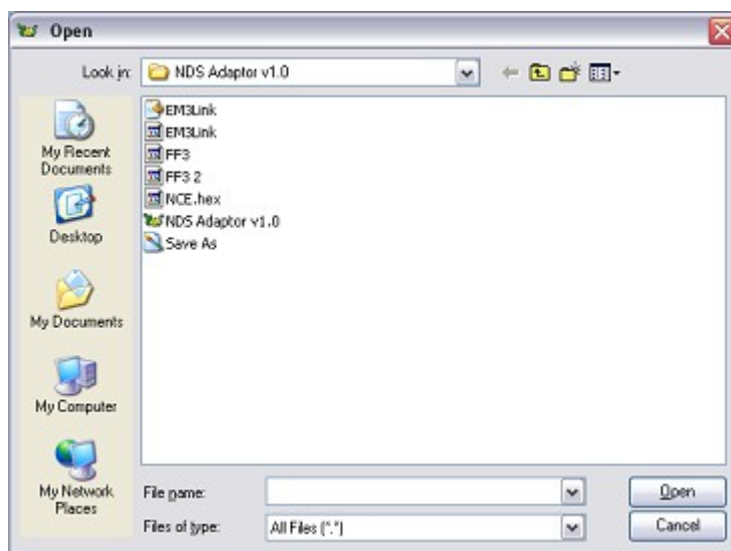 Open
Look in: NDS Adaptor v1.0
My Recent
Documents
Desktop
My Documents
My Computer
My Network
Places
EM3Link
EM3Link
FF3
FF3 2
NCE.hex
NDS Adaptor v1.0
Save As
File name:
Open
Files of type: All Files (*.*)
Cancel